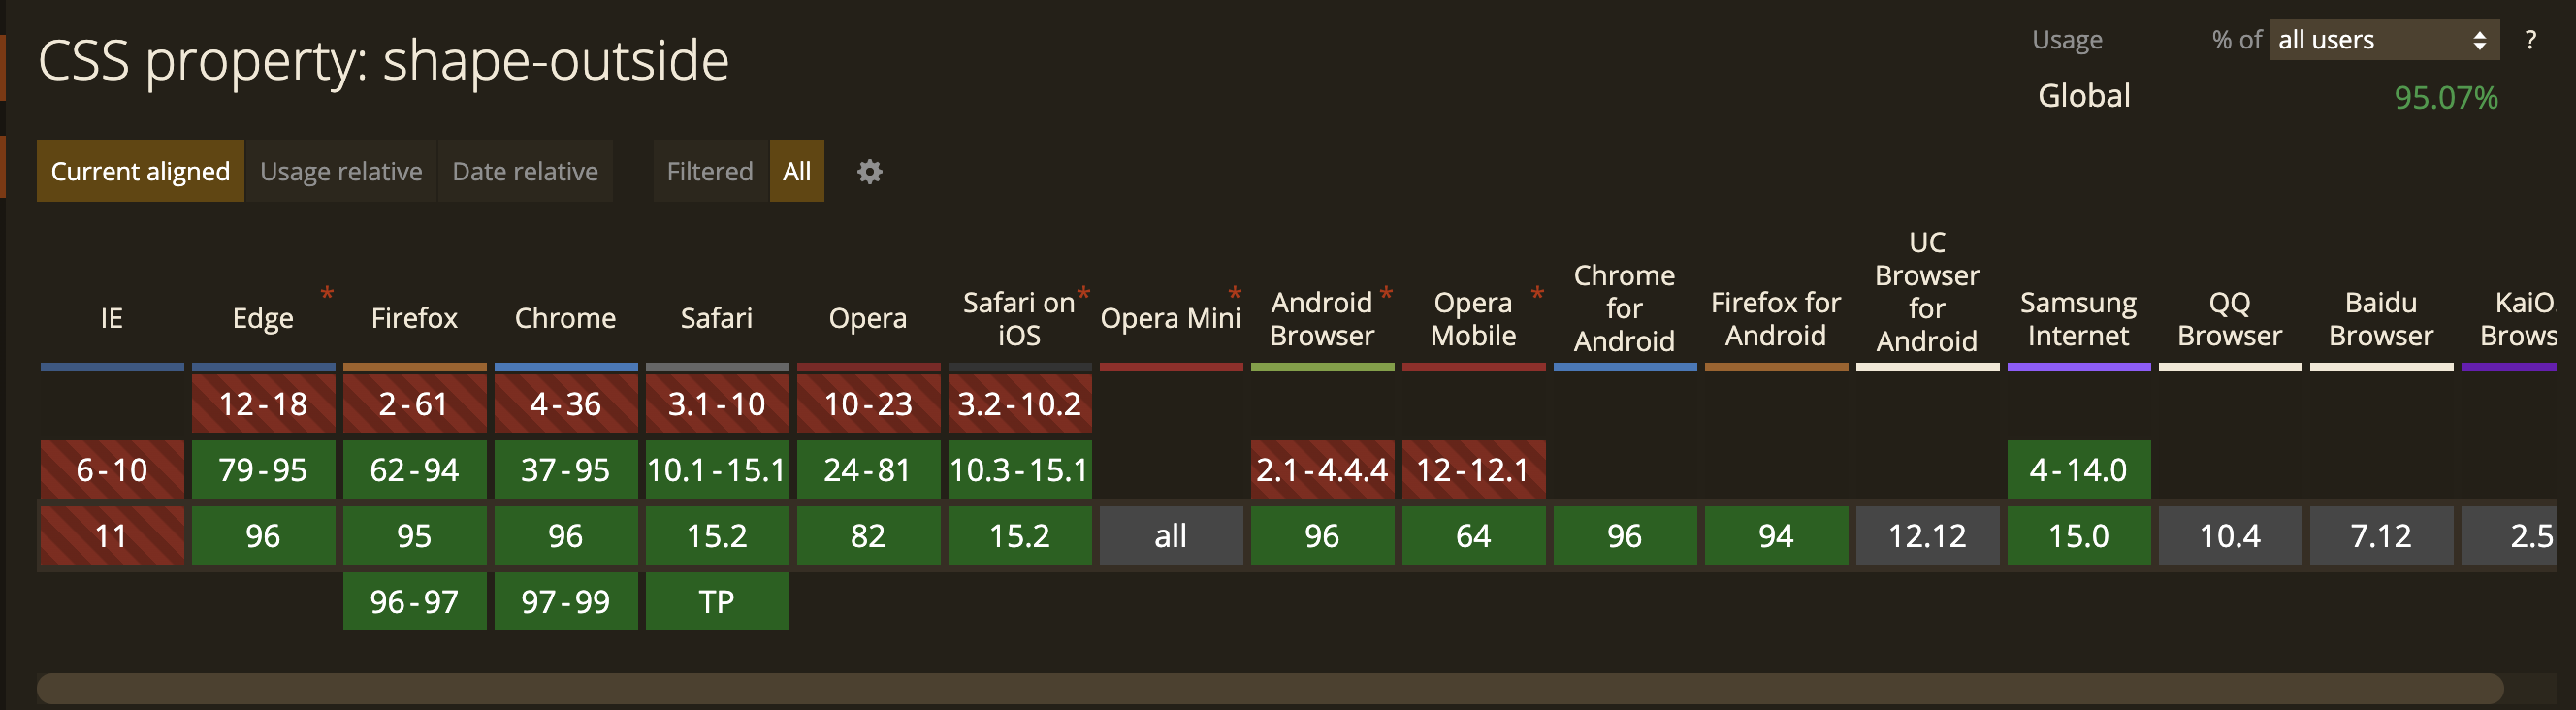 CSS property: shape-outside
Usage % of all users ?
Global 95.07%
Current aligned Usage relative Date relative Filtered All
IE
Edge *
Firefox
Chrome
Safari
Opera
Safari on *
iOS
Opera Mini *
Android *
Browser
Opera *
Mobile
Chrome
for
Android
Firefox for
Android
UC
Browser
for
Android
Samsung
Internet
QQ
Browser
Baidu
Browser
KaiO
Brows
12-18 2-61 4-36 3.1-10 10-23 3.2-10.2
6-10 79-95 62-94 37-95 10.1-15.1 24-81 10.3-15.1 2.1-4.4.4 12-12.1 4-14.0
11 96 95 96 15.2 82 15.2 all 96 64 96 94 12.12 15.0 10.4 7.12 2.5
96-97 97-99 TP